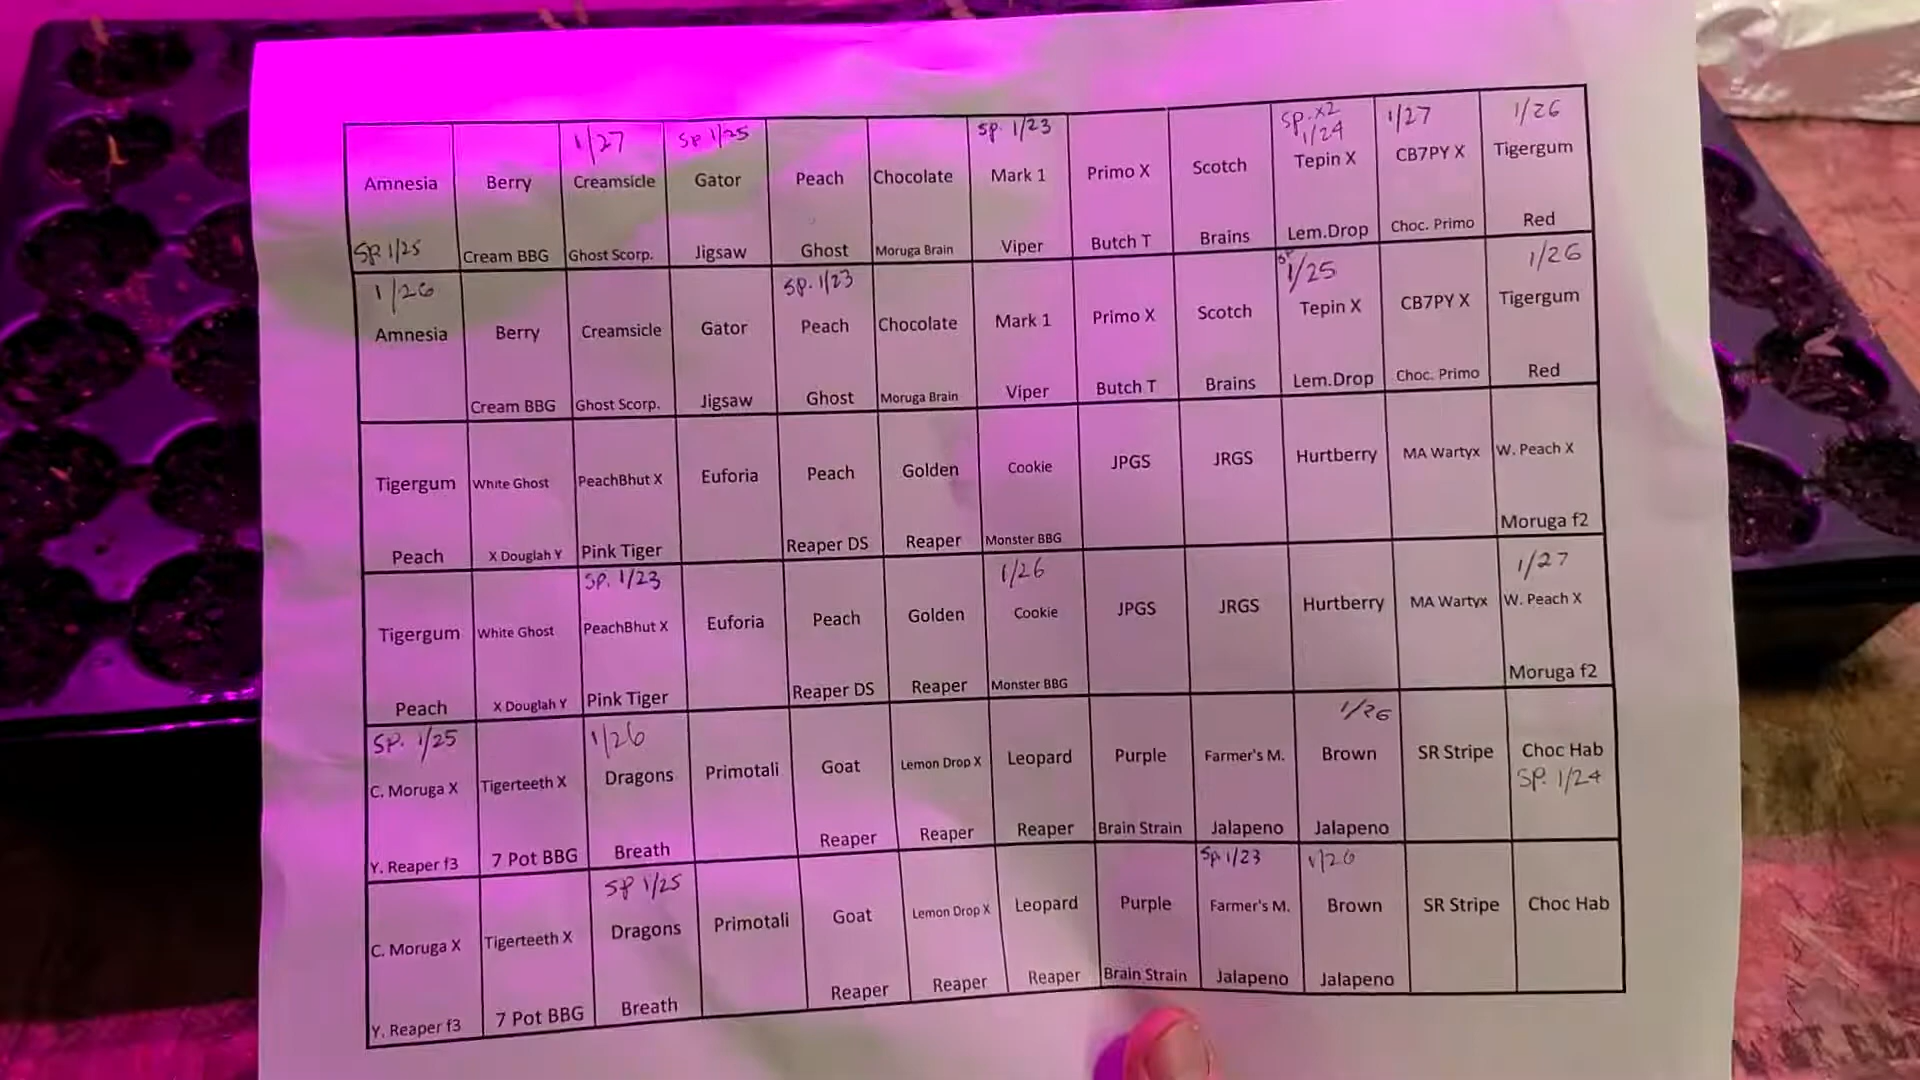 1/27 Sp 1/25 Sp. 1/23 Sp. x2 1/27 1/26
1/24
Amnesia Berry Creamsicle Gator Peach Chocolate Mark 1 Primo X Scotch Tepin X CB7PY X Tigergum
Cream BBG Ghost Scorp. Jigsaw Ghost Moruga Brain Viper Butch T Brains Lem.Drop Choc. Primo Red
SP. 1/25
1/26 Sp. 1/23 SP 1/25 1/26
Amnesia Berry Creamsicle Gator Peach Chocolate Mark 1 Primo X Scotch Tepin X CB7PY X Tigergum
Cream BBG Ghost Scorp. Jigsaw Ghost Moruga Brain Viper Butch T Brains Lem.Drop Choc. Primo Red
Tigergum White Ghost PeachBhut X Euforia Peach Golden Cookie JPGS JRGS Hurtberry MA Wartyx W. Peach X
Peach X Douglah Y Pink Tiger Reaper DS Reaper Monster BBG Moruga f2
SP. 1/23 1/26 1/27
Tigergum White Ghost PeachBhut X Euforia Peach Golden Cookie JPGS JRGS Hurtberry MA Wartyx W. Peach X
Peach X Douglah Y Pink Tiger Reaper DS Reaper Monster BBG Moruga f2
SP. 1/25 1/26 1/26
C. Moruga X Tigerteeth X Dragons Primotali Goat Lemon Drop X Leopard Purple Farmer's M. Brown SR Stripe Choc Hab
SP. 1/24
Y. Reaper f3 7 Pot BBG Breath Reaper Reaper Reaper Brain Strain Jalapeno Jalapeno
SP 1/25 Sp 1/23 1/26
C. Moruga X Tigerteeth X Dragons Primotali Goat Lemon Drop X Leopard Purple Farmer's M. Brown SR Stripe Choc Hab
Y. Reaper f3 7 Pot BBG Breath Reaper Reaper Reaper Brain Strain Jalapeno Jalapeno